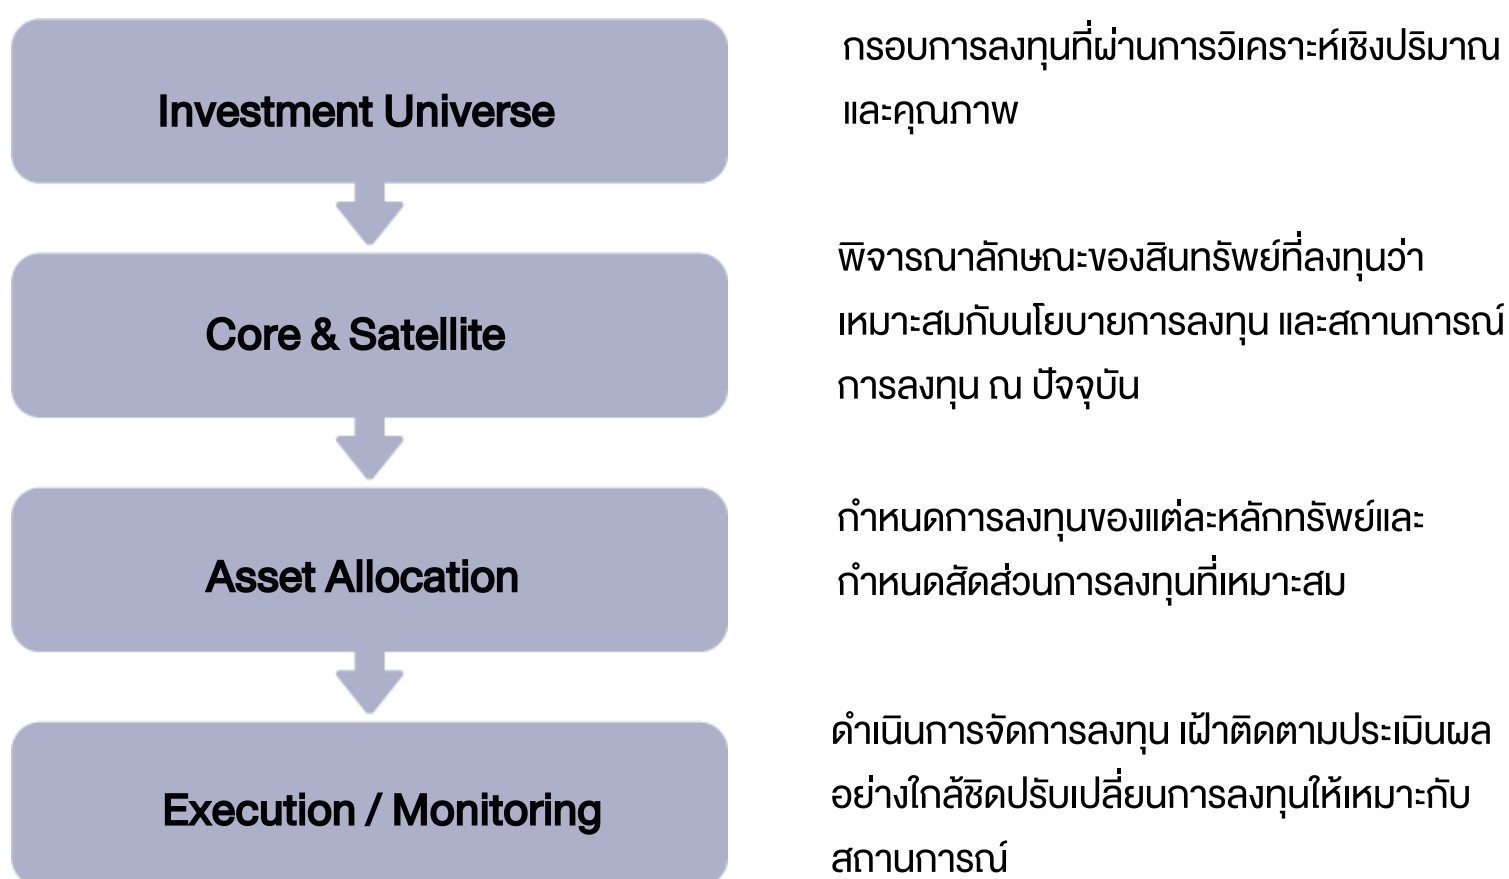 Investment Universe
กรอบการลงทุนที่ผ่านการวิเคราะห์เชิงปริมาณ
และคุณภาพ
Core & Satellite
พิจารณาลักษณะของสินทรัพย์ที่ลงทุนว่า
เหมาะสมกับนโยบายการลงทุน และสถานการณ์
การลงทุน ณ ปัจจุบัน
Asset Allocation
กำหนดการลงทุนของแต่ละหลักทรัพย์และ
กำหนดสัดส่วนการลงทุนที่เหมาะสม
Execution / Monitoring
ดำเนินการจัดการลงทุน เฝ้าติดตามประเมินผล
อย่างใกล้ชิดปรับเปลี่ยนการลงทุนให้เหมาะกับ
สถานการณ์